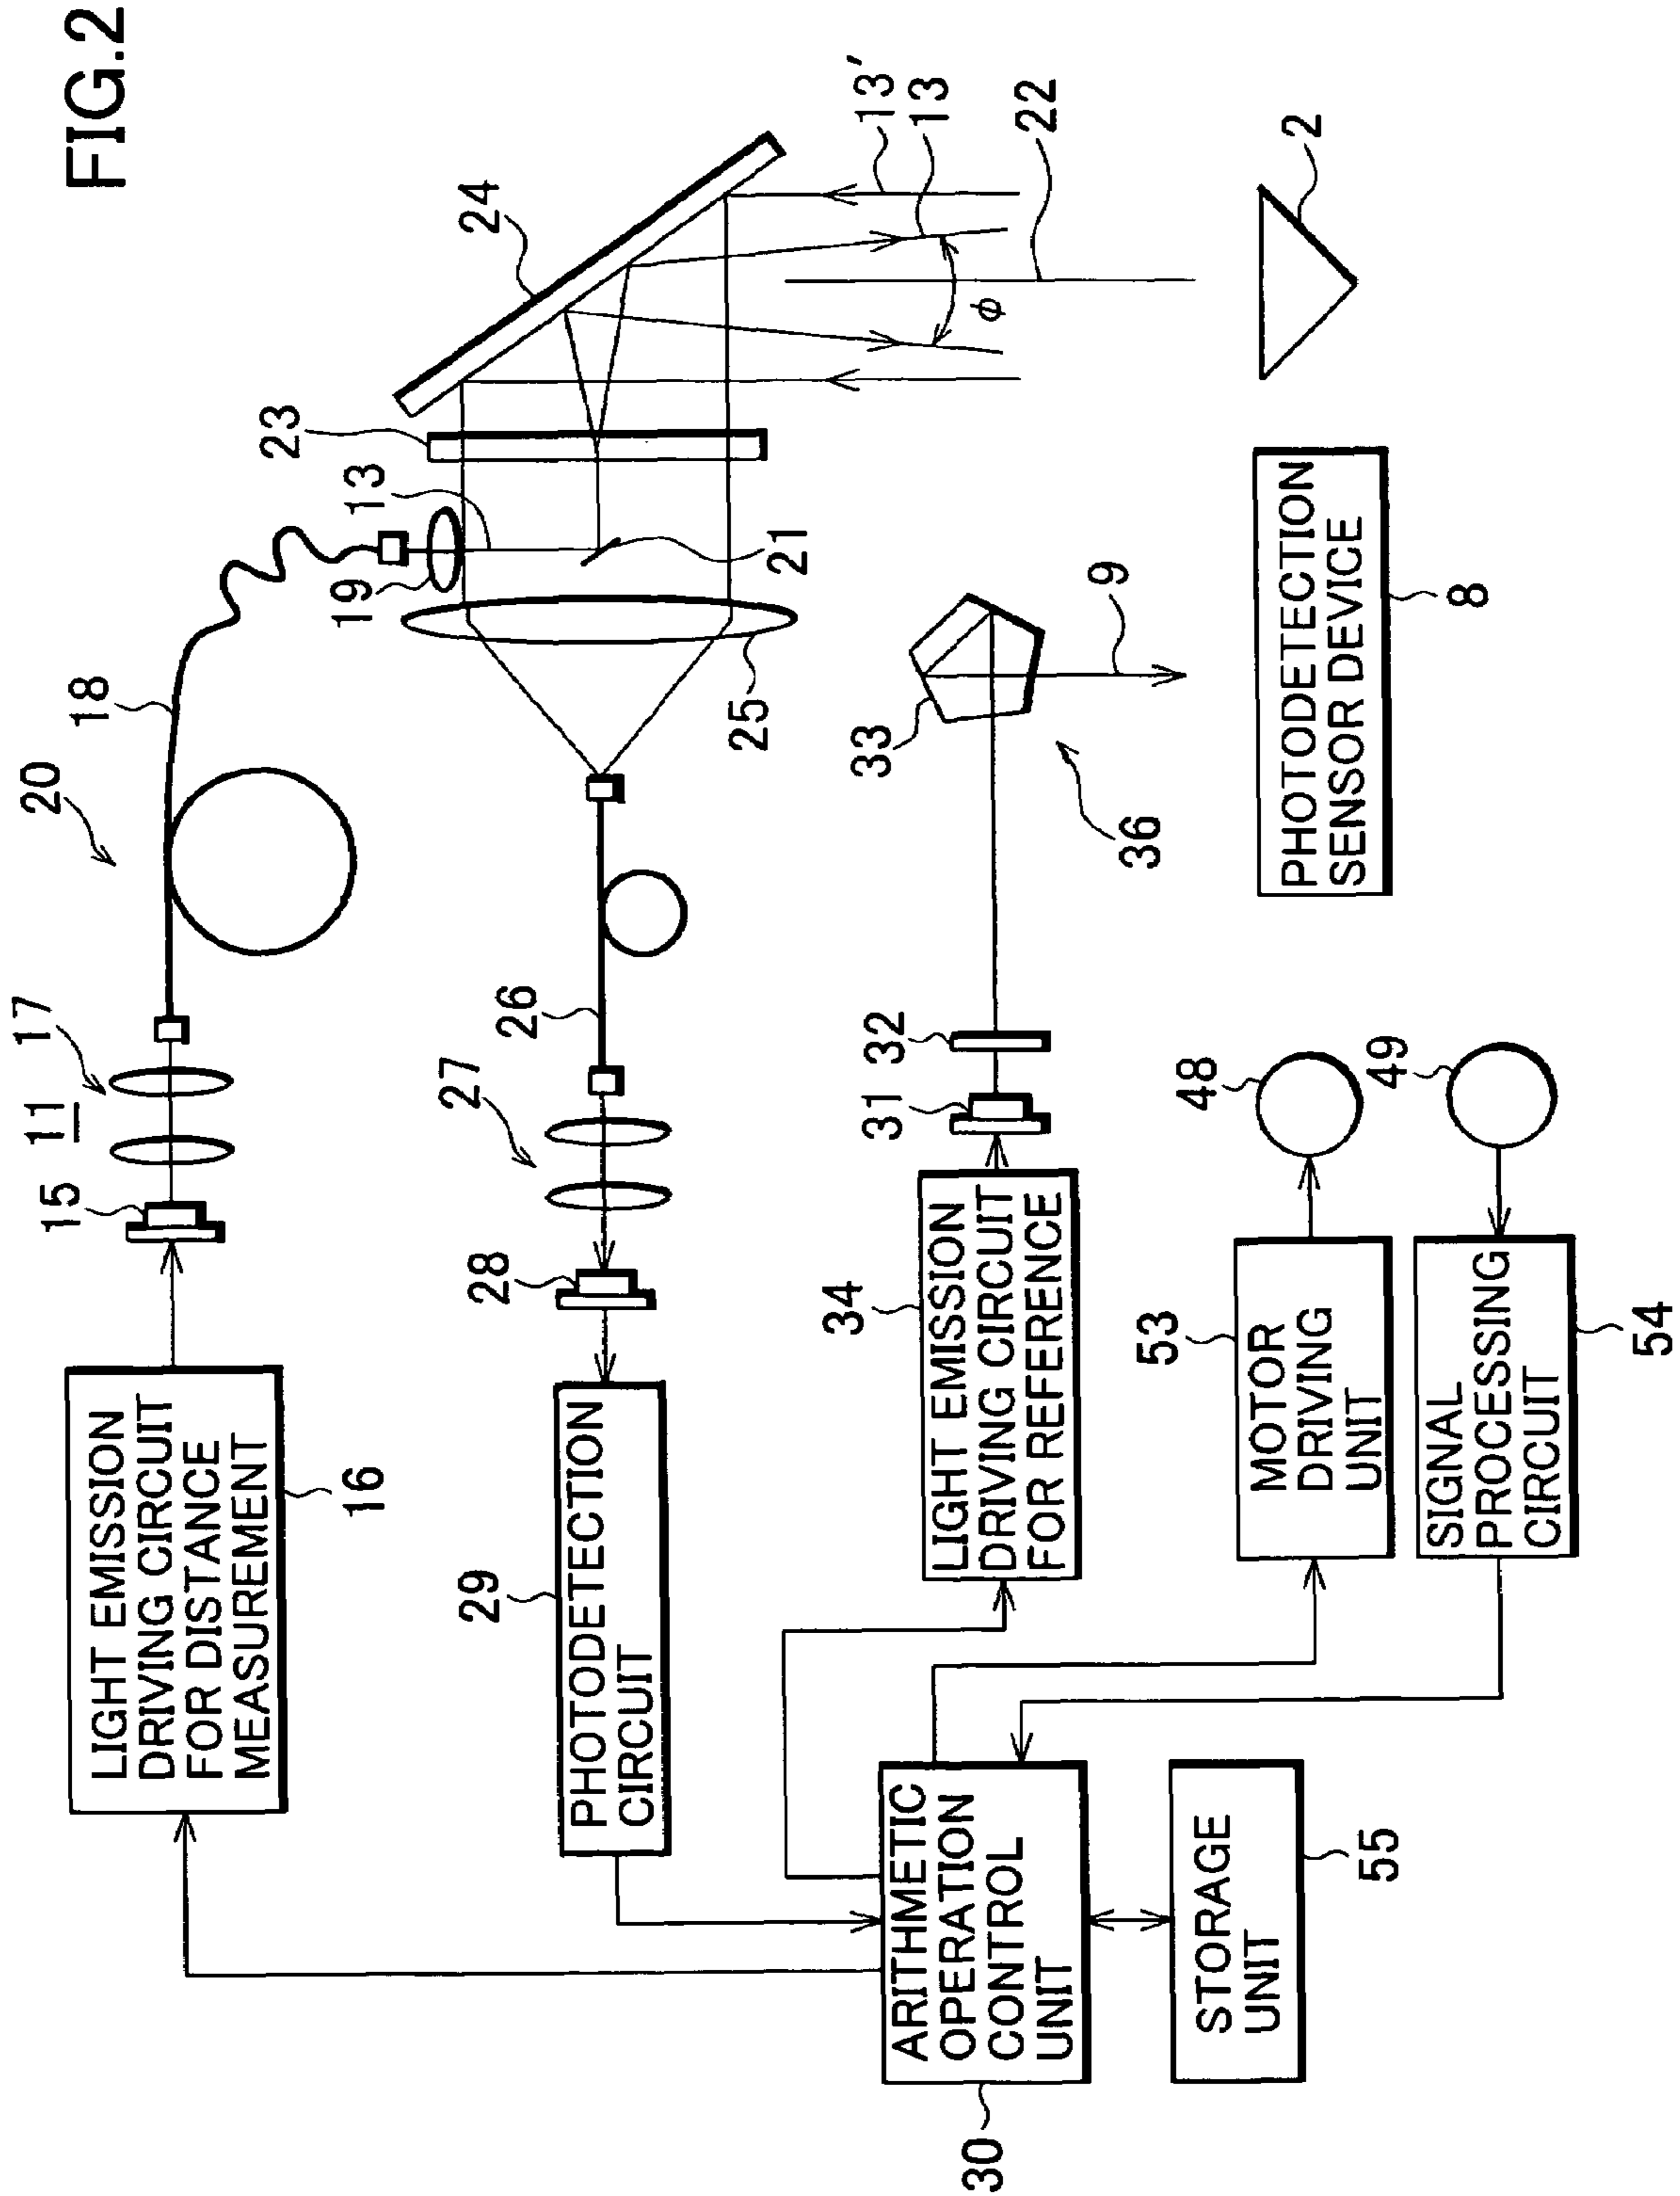 FIG.2
20
18
17
11
15
LIGHT EMISSION
DRIVING CIRCUIT
FOR DISTANCE
MEASUREMENT
16
19
13
23
24
21
25
26
27
28
29
PHOTODETECTION
CIRCUIT
13'
13
22
φ
2
33
9
36
PHOTODETECTION
SENSOR DEVICE
8
32
31
34
LIGHT EMISSION
DRIVING CIRCUIT
FOR REFERENCE
48
49
53
MOTOR
DRIVING
UNIT
SIGNAL
PROCESSING
CIRCUIT
54
ARITHMETIC
OPERATION
CONTROL
UNIT
30
STORAGE
UNIT
55